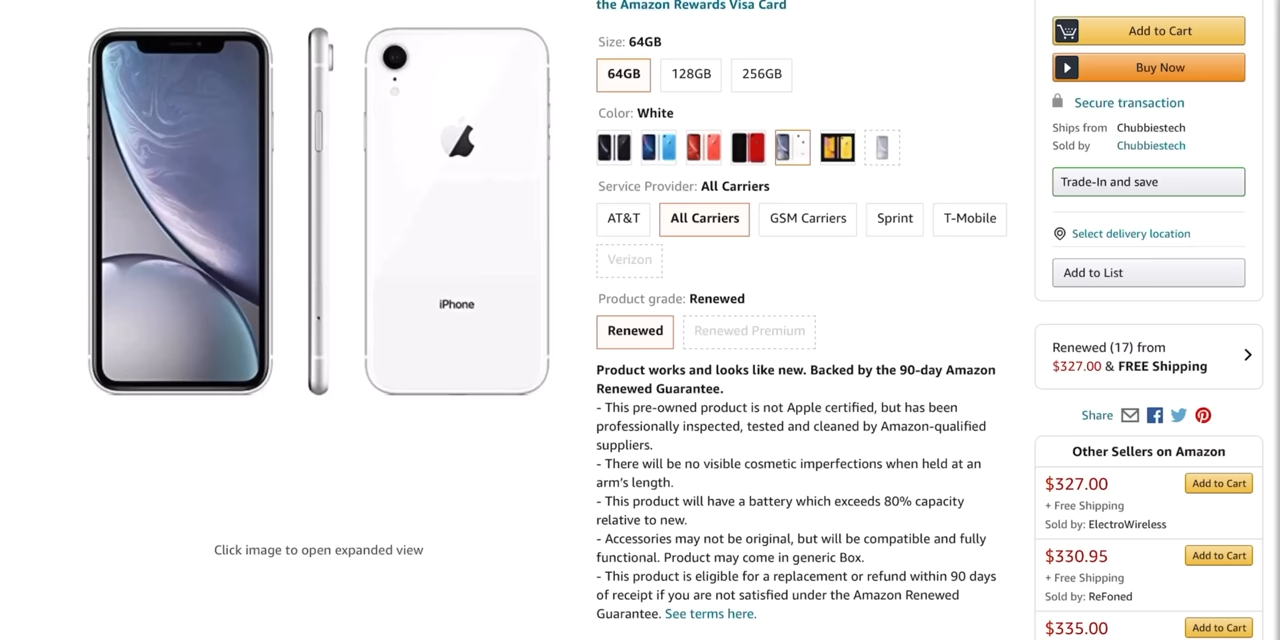 the Amazon Rewards Visa Card
Size: 64GB
64GB
128GB
256GB
Color: White
Service Provider: All Carriers
AT&T
All Carriers
GSM Carriers
Sprint
T-Mobile
Verizon
Product grade: Renewed
Renewed
Renewed Premium
Product works and looks like new. Backed by the 90-day Amazon
Renewed Guarantee.
- This pre-owned product is not Apple certified, but has been
professionally inspected, tested and cleaned by Amazon-qualified
suppliers.
- There will be no visible cosmetic imperfections when held at an
arm’s length.
- This product will have a battery which exceeds 80% capacity
relative to new.
- Accessories may not be original, but will be compatible and fully
functional. Product may come in generic Box.
- This product is eligible for a replacement or refund within 90 days
of receipt if you are not satisfied under the Amazon Renewed
Guarantee. See terms here.
iPhone
Click image to open expanded view
Add to Cart
Buy Now
Secure transaction
Ships from Chubbiestech
Sold by Chubbiestech
Trade-In and save
Select delivery location
Add to List
Renewed (17) from
$327.00 & FREE Shipping
Share
Other Sellers on Amazon
$327.00
Add to Cart
+ Free Shipping
Sold by: ElectroWireless
$330.95
Add to Cart
+ Free Shipping
Sold by: ReFoned
$335.00
Add to Cart